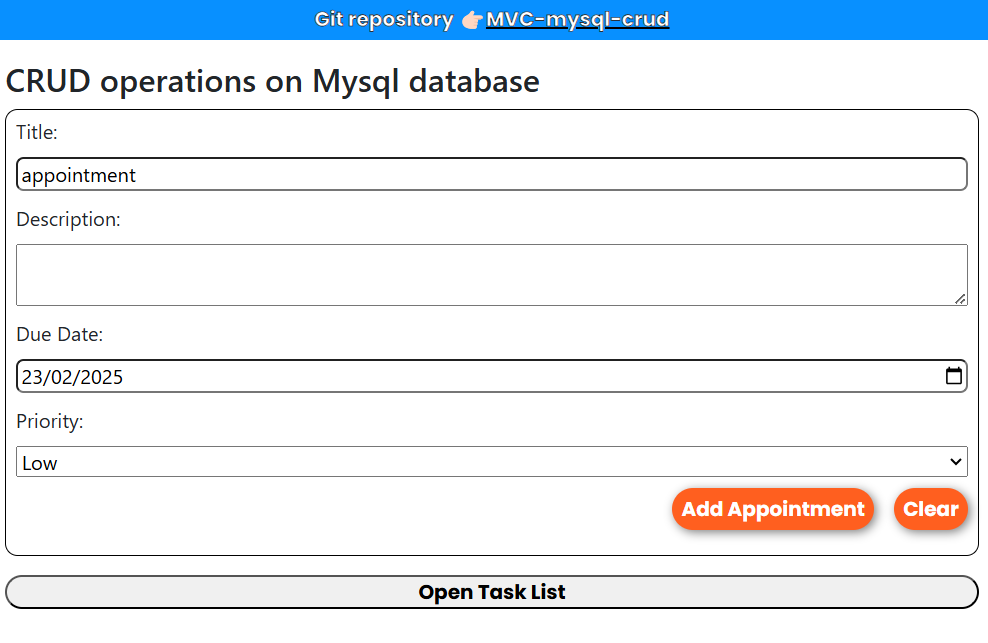 Git repository 👉🏻MVC-mysql-crud
CRUD operations on Mysql database
Title:
appointment
Description:
Due Date:
23/02/2025
Priority:
Low
Add Appointment Clear
Open Task List